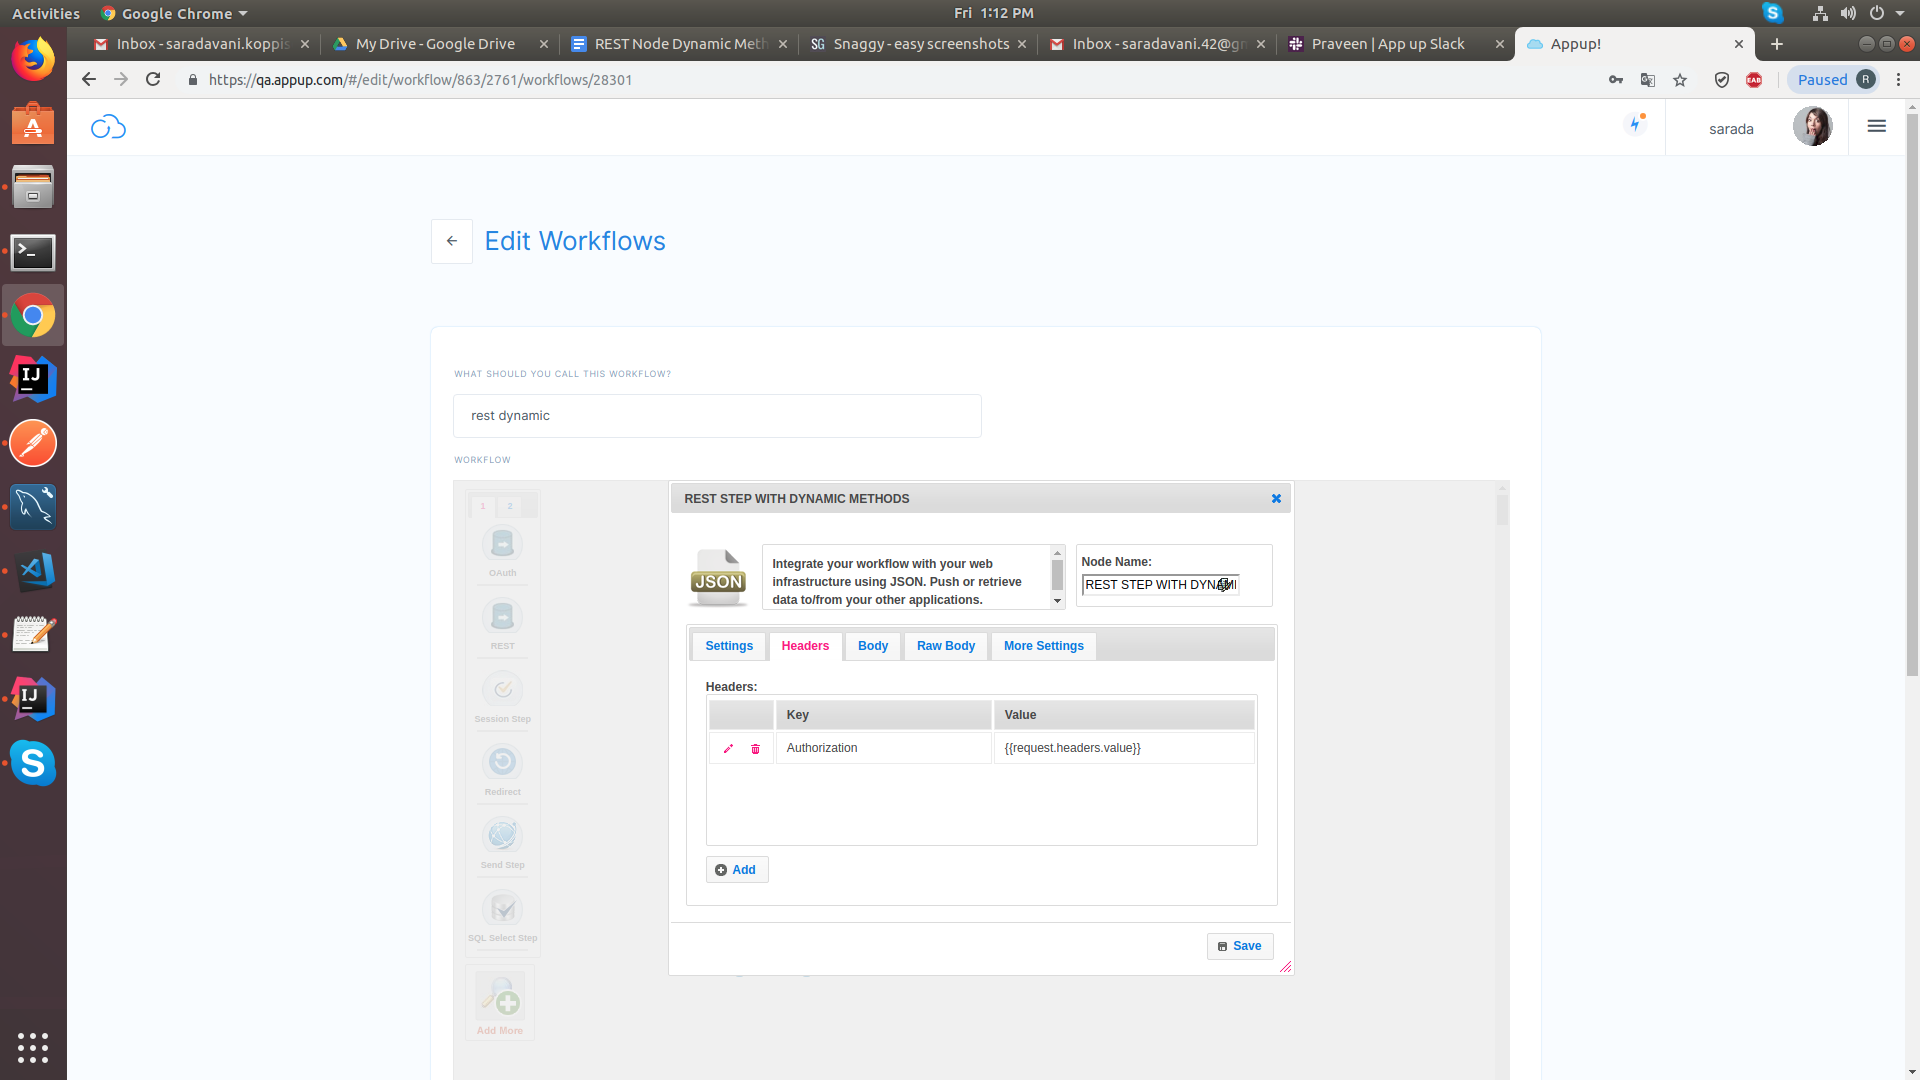 Activities
Google Chrome
Fri 1:12 PM
Inbox - saradavani.koppis
My Drive - Google Drive
REST Node Dynamic Meth
SG Snaggy - easy screenshots
Inbox - saradavani.42@gm
Praveen | App up Slack
Appup!
https://qa.appup.com/#/edit/workflow/863/2761/workflows/28301
EAB
Paused
R
sarada
Edit Workflows
WHAT SHOULD YOU CALL THIS WORKFLOW?
rest dynamic
WORKFLOW
1 2
OAuth
REST
Session Step
Redirect
Send Step
SQL Select Step
Add More
REST STEP WITH DYNAMIC METHODS
JSON
Integrate your workflow with your web
infrastructure using JSON. Push or retrieve
data to/from your other applications.
Node Name:
REST STEP WITH DYNAMI
Settings
Headers
Body
Raw Body
More Settings
Headers:
Key
Value
Authorization
{{request.headers.value}}
Add
Save
IJ
IJ